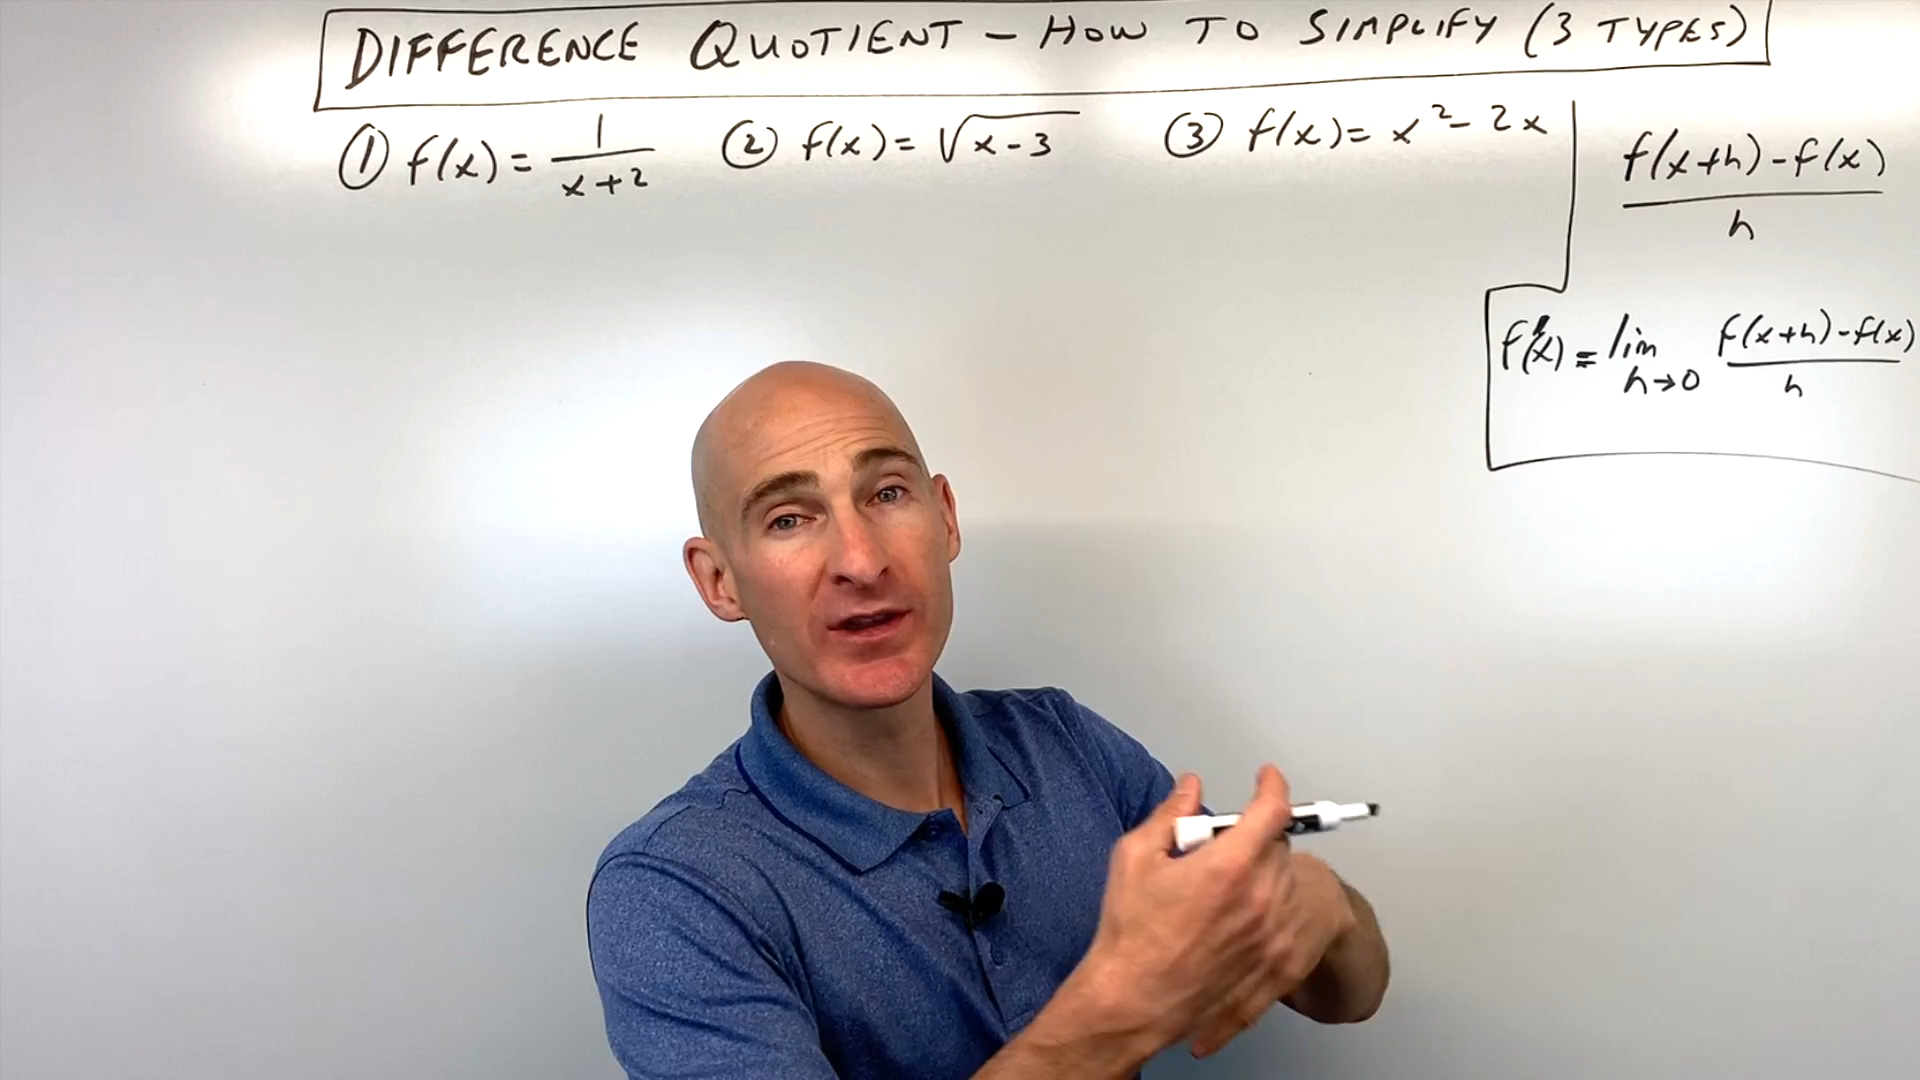 DIFFERENCE QUOTIENT - HOW TO SIMPLIFY (3 TYPES)
① f(x) = 1/(x+2) ② f(x) = √(x-3) ③ f(x) = x² - 2x
(f(x+h) - f(x))/h
f'(x) = lim h→0 (f(x+h) - f(x))/h